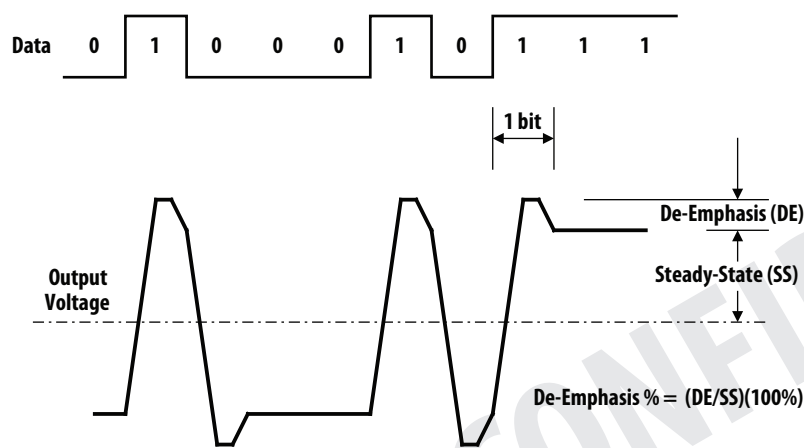 Data 0 1 0 0 0 1 0 1 1 1
1 bit
De-Emphasis (DE)
Steady-State (SS)
Output
Voltage
De-Emphasis % = (DE/SS)(100%)